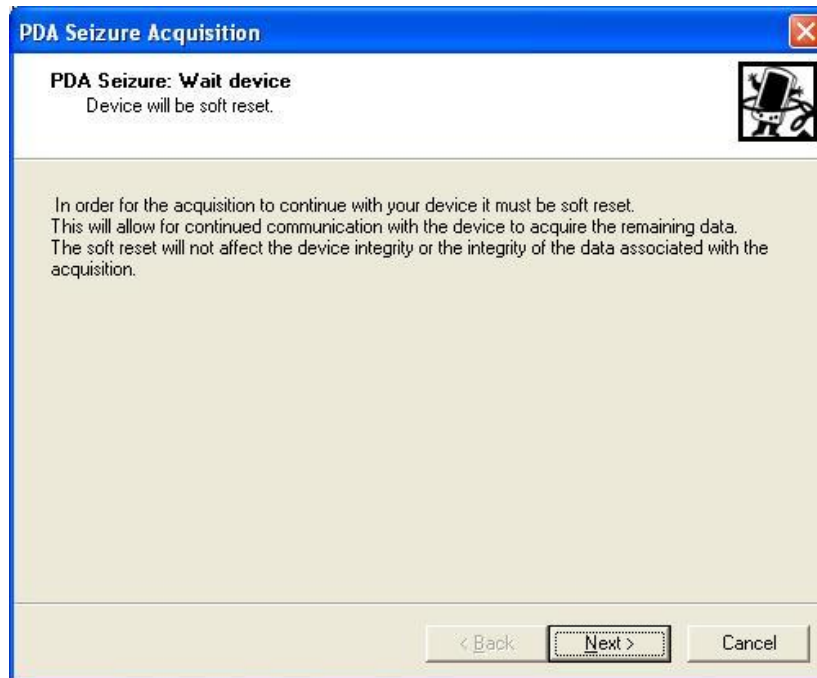 PDA Seizure Acquisition
PDA Seizure: Wait device
Device will be soft reset.
In order for the acquisition to continue with your device it must be soft reset.
This will allow for continued communication with the device to acquire the remaining data.
The soft reset will not affect the device integrity or the integrity of the data associated with the
acquisition.
< Back Next > Cancel